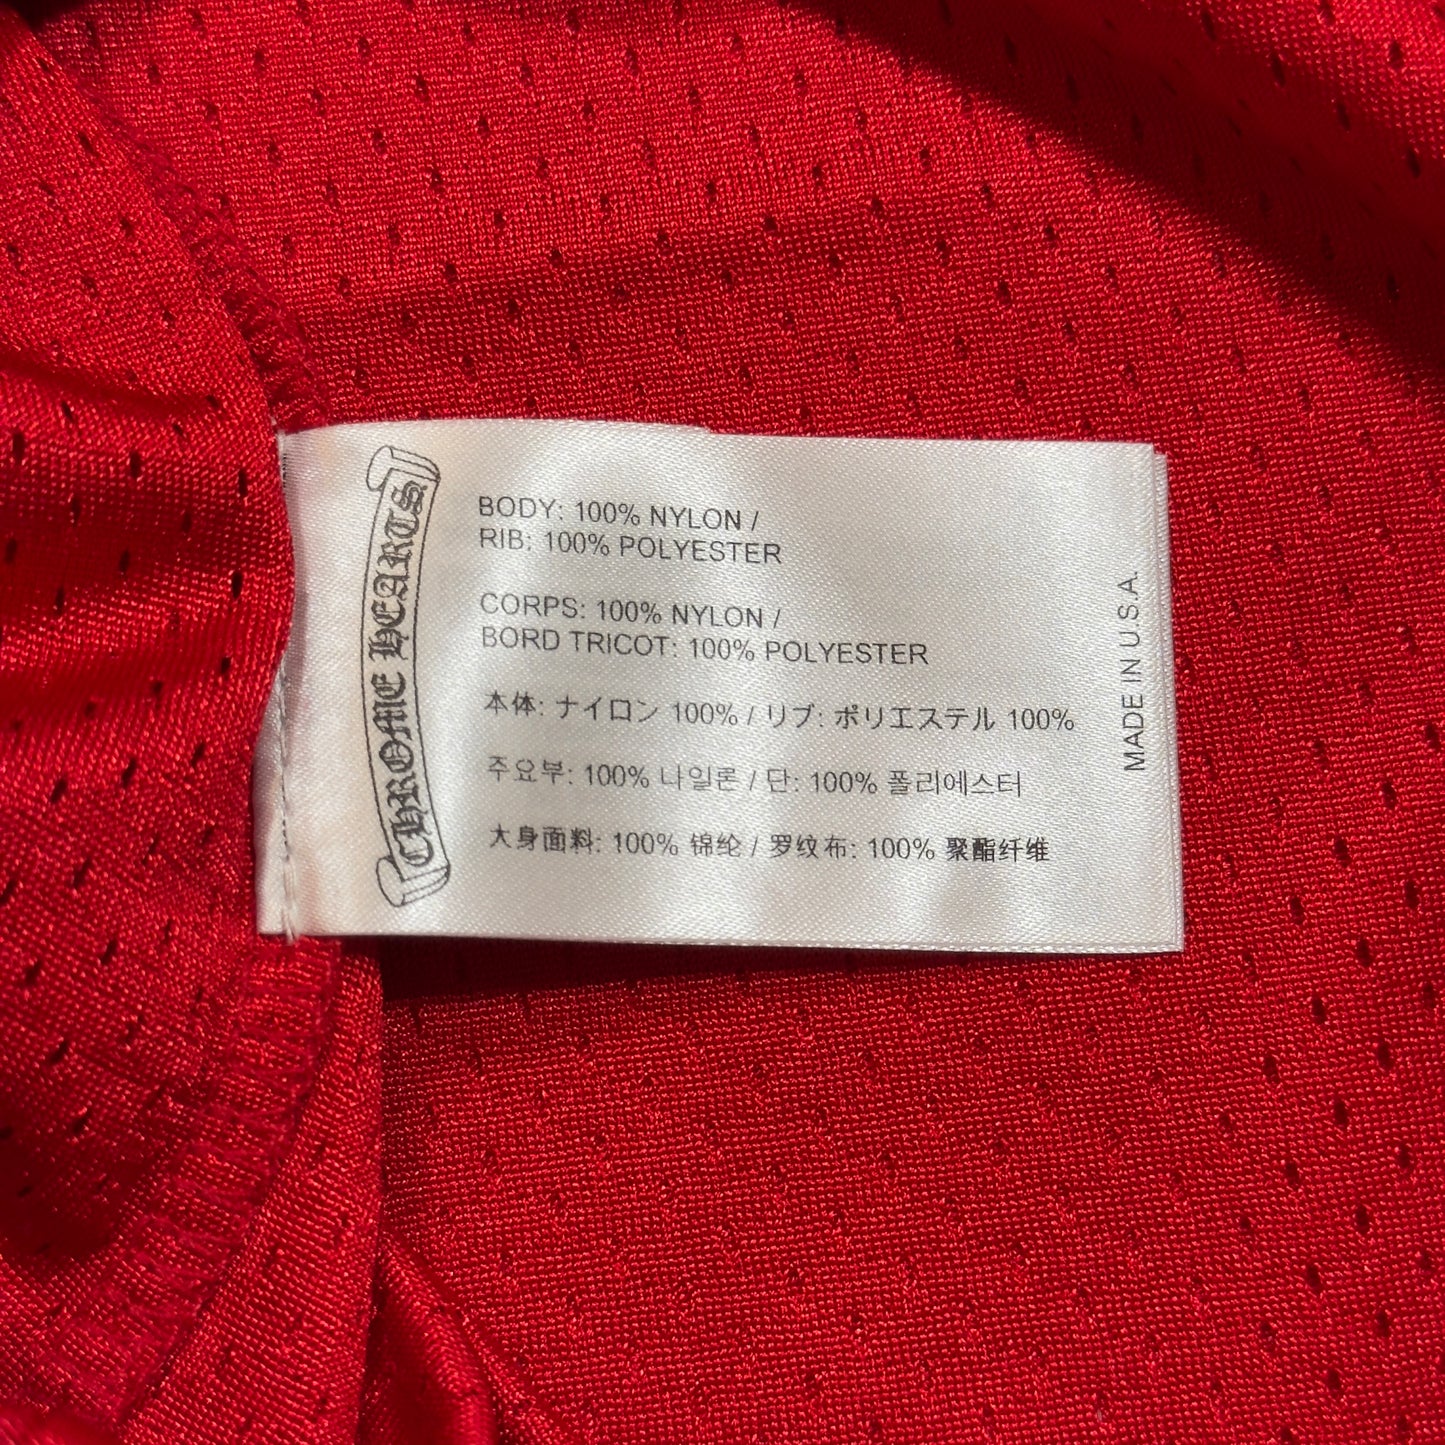 CHROME HEARTS
BODY: 100% NYLON /
RIB: 100% POLYESTER
CORPS: 100% NYLON /
BORD TRICOT: 100% POLYESTER
本体: ナイロン 100% / リブ: ポリエステル 100%
주요부: 100% 나일론 / 단: 100% 폴리에스터
大身面料: 100% 锦纶 / 罗纹布: 100% 聚酯纤维
MADE IN U.S.A.